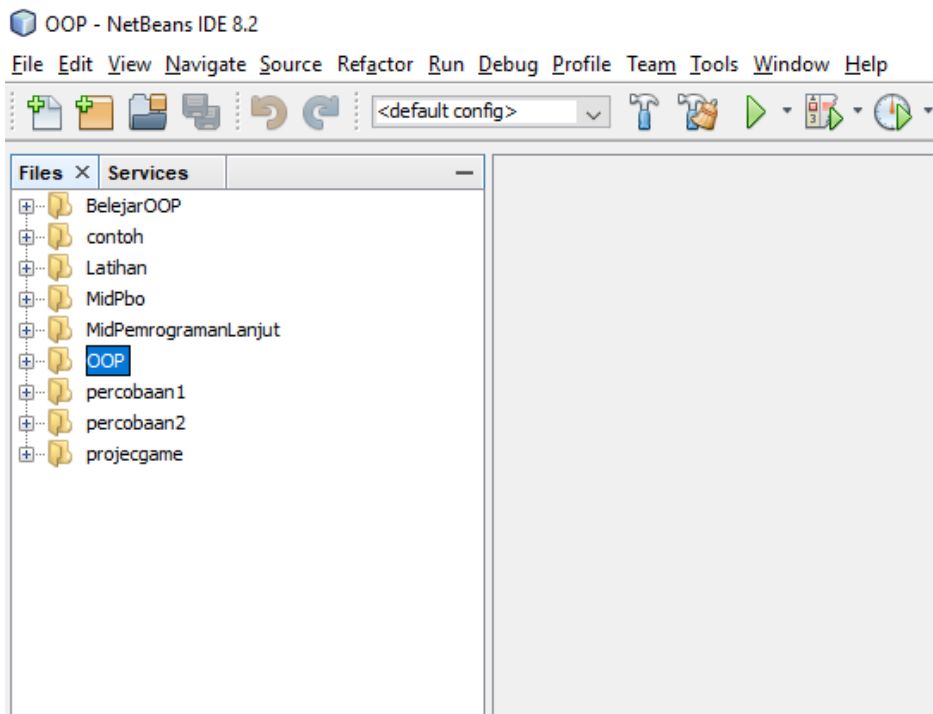 OOP - NetBeans IDE 8.2
File Edit View Navigate Source Refactor Run Debug Profile Team Tools Window Help
<default config>
Files Services
BelejarOOP
contoh
Latihan
MidPbo
MidPemrogramanLanjut
OOP
percobaan1
percobaan2
projecgame